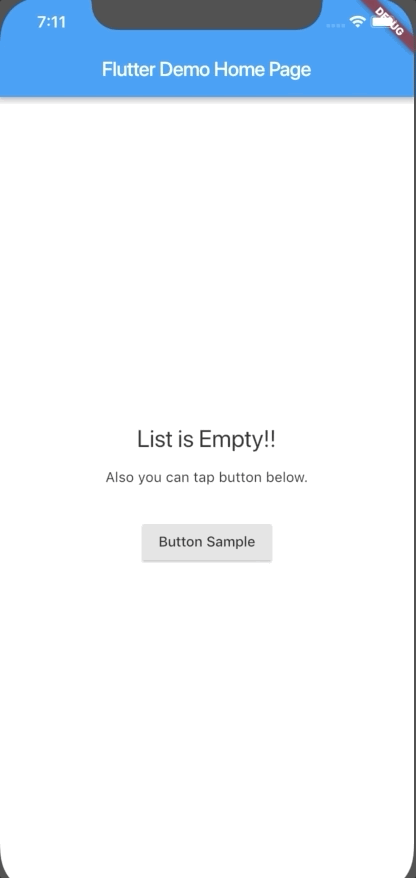 7:11
DEBUG
Flutter Demo Home Page
List is Empty!!
Also you can tap button below.
Button Sample